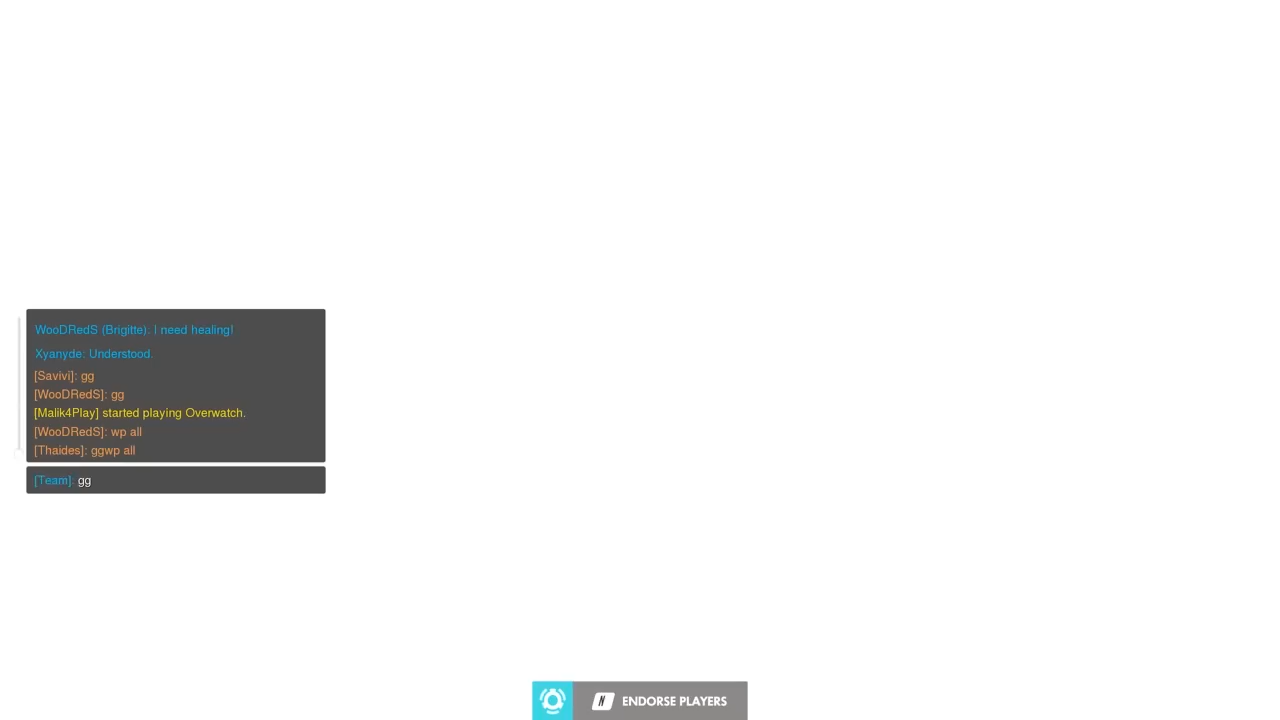 WooDRedS (Brigitte): I need healing!
Xyanyde: Understood.
[Savivi]: gg
[WooDRedS]: gg
[Malik4Play] started playing Overwatch.
[WooDRedS]: wp all
[Thaides]: ggwp all
[Team]: gg
N ENDORSE PLAYERS